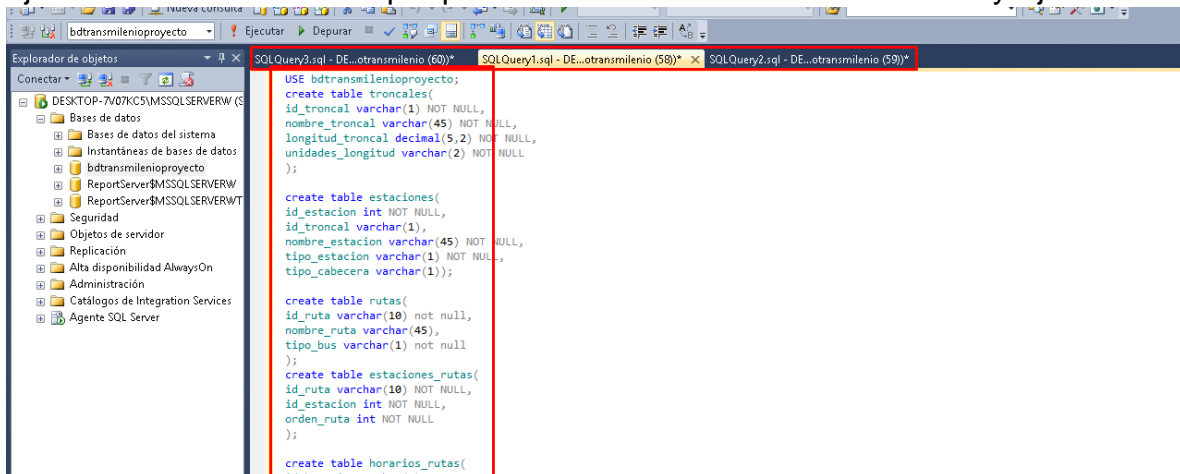 Nueva consulta
bdtransmilenioproyecto
Ejecutar Depurar
Explorador de objetos
SQLQuery3.sql - DE...otransmilenio (60))* SQLQuery1.sql - DE...otransmilenio (58))* SQLQuery2.sql - DE...otransmilenio (59))*
Conectar
DESKTOP-7V07KC5\MSSQLSERVERW (S
Bases de datos
Bases de datos del sistema
Instantáneas de bases de datos
bdtransmilenioproyecto
ReportServer$MSSQLSERVERW
ReportServer$MSSQLSERVERWT
Seguridad
Objetos de servidor
Replicación
Alta disponibilidad AlwaysOn
Administración
Catálogos de Integration Services
Agente SQL Server
USE bdtransmilenioproyecto;
create table troncales(
id_troncal varchar(1) NOT NULL,
nombre_troncal varchar(45) NOT NULL,
longitud_troncal decimal(5,2) NOT NULL,
unidades_longitud varchar(2) NOT NULL
);
create table estaciones(
id_estacion int NOT NULL,
id_troncal varchar(1),
nombre_estacion varchar(45) NOT NULL,
tipo_estacion varchar(1) NOT NULL,
tipo_cabecera varchar(1));
create table rutas(
id_ruta varchar(10) not null,
nombre_ruta varchar(45),
tipo_bus varchar(1) not null
);
create table estaciones_rutas(
id_ruta varchar(10) NOT NULL,
id_estacion int NOT NULL,
orden_ruta int NOT NULL
);
create table horarios_rutas(